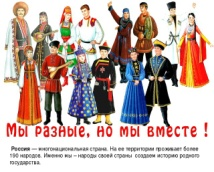 Мы разные, но мы вместе !
Россия — многонациональная страна. На ее территории проживает более
190 народов. Именно мы – народы своей страны создаем историю родного
государства.